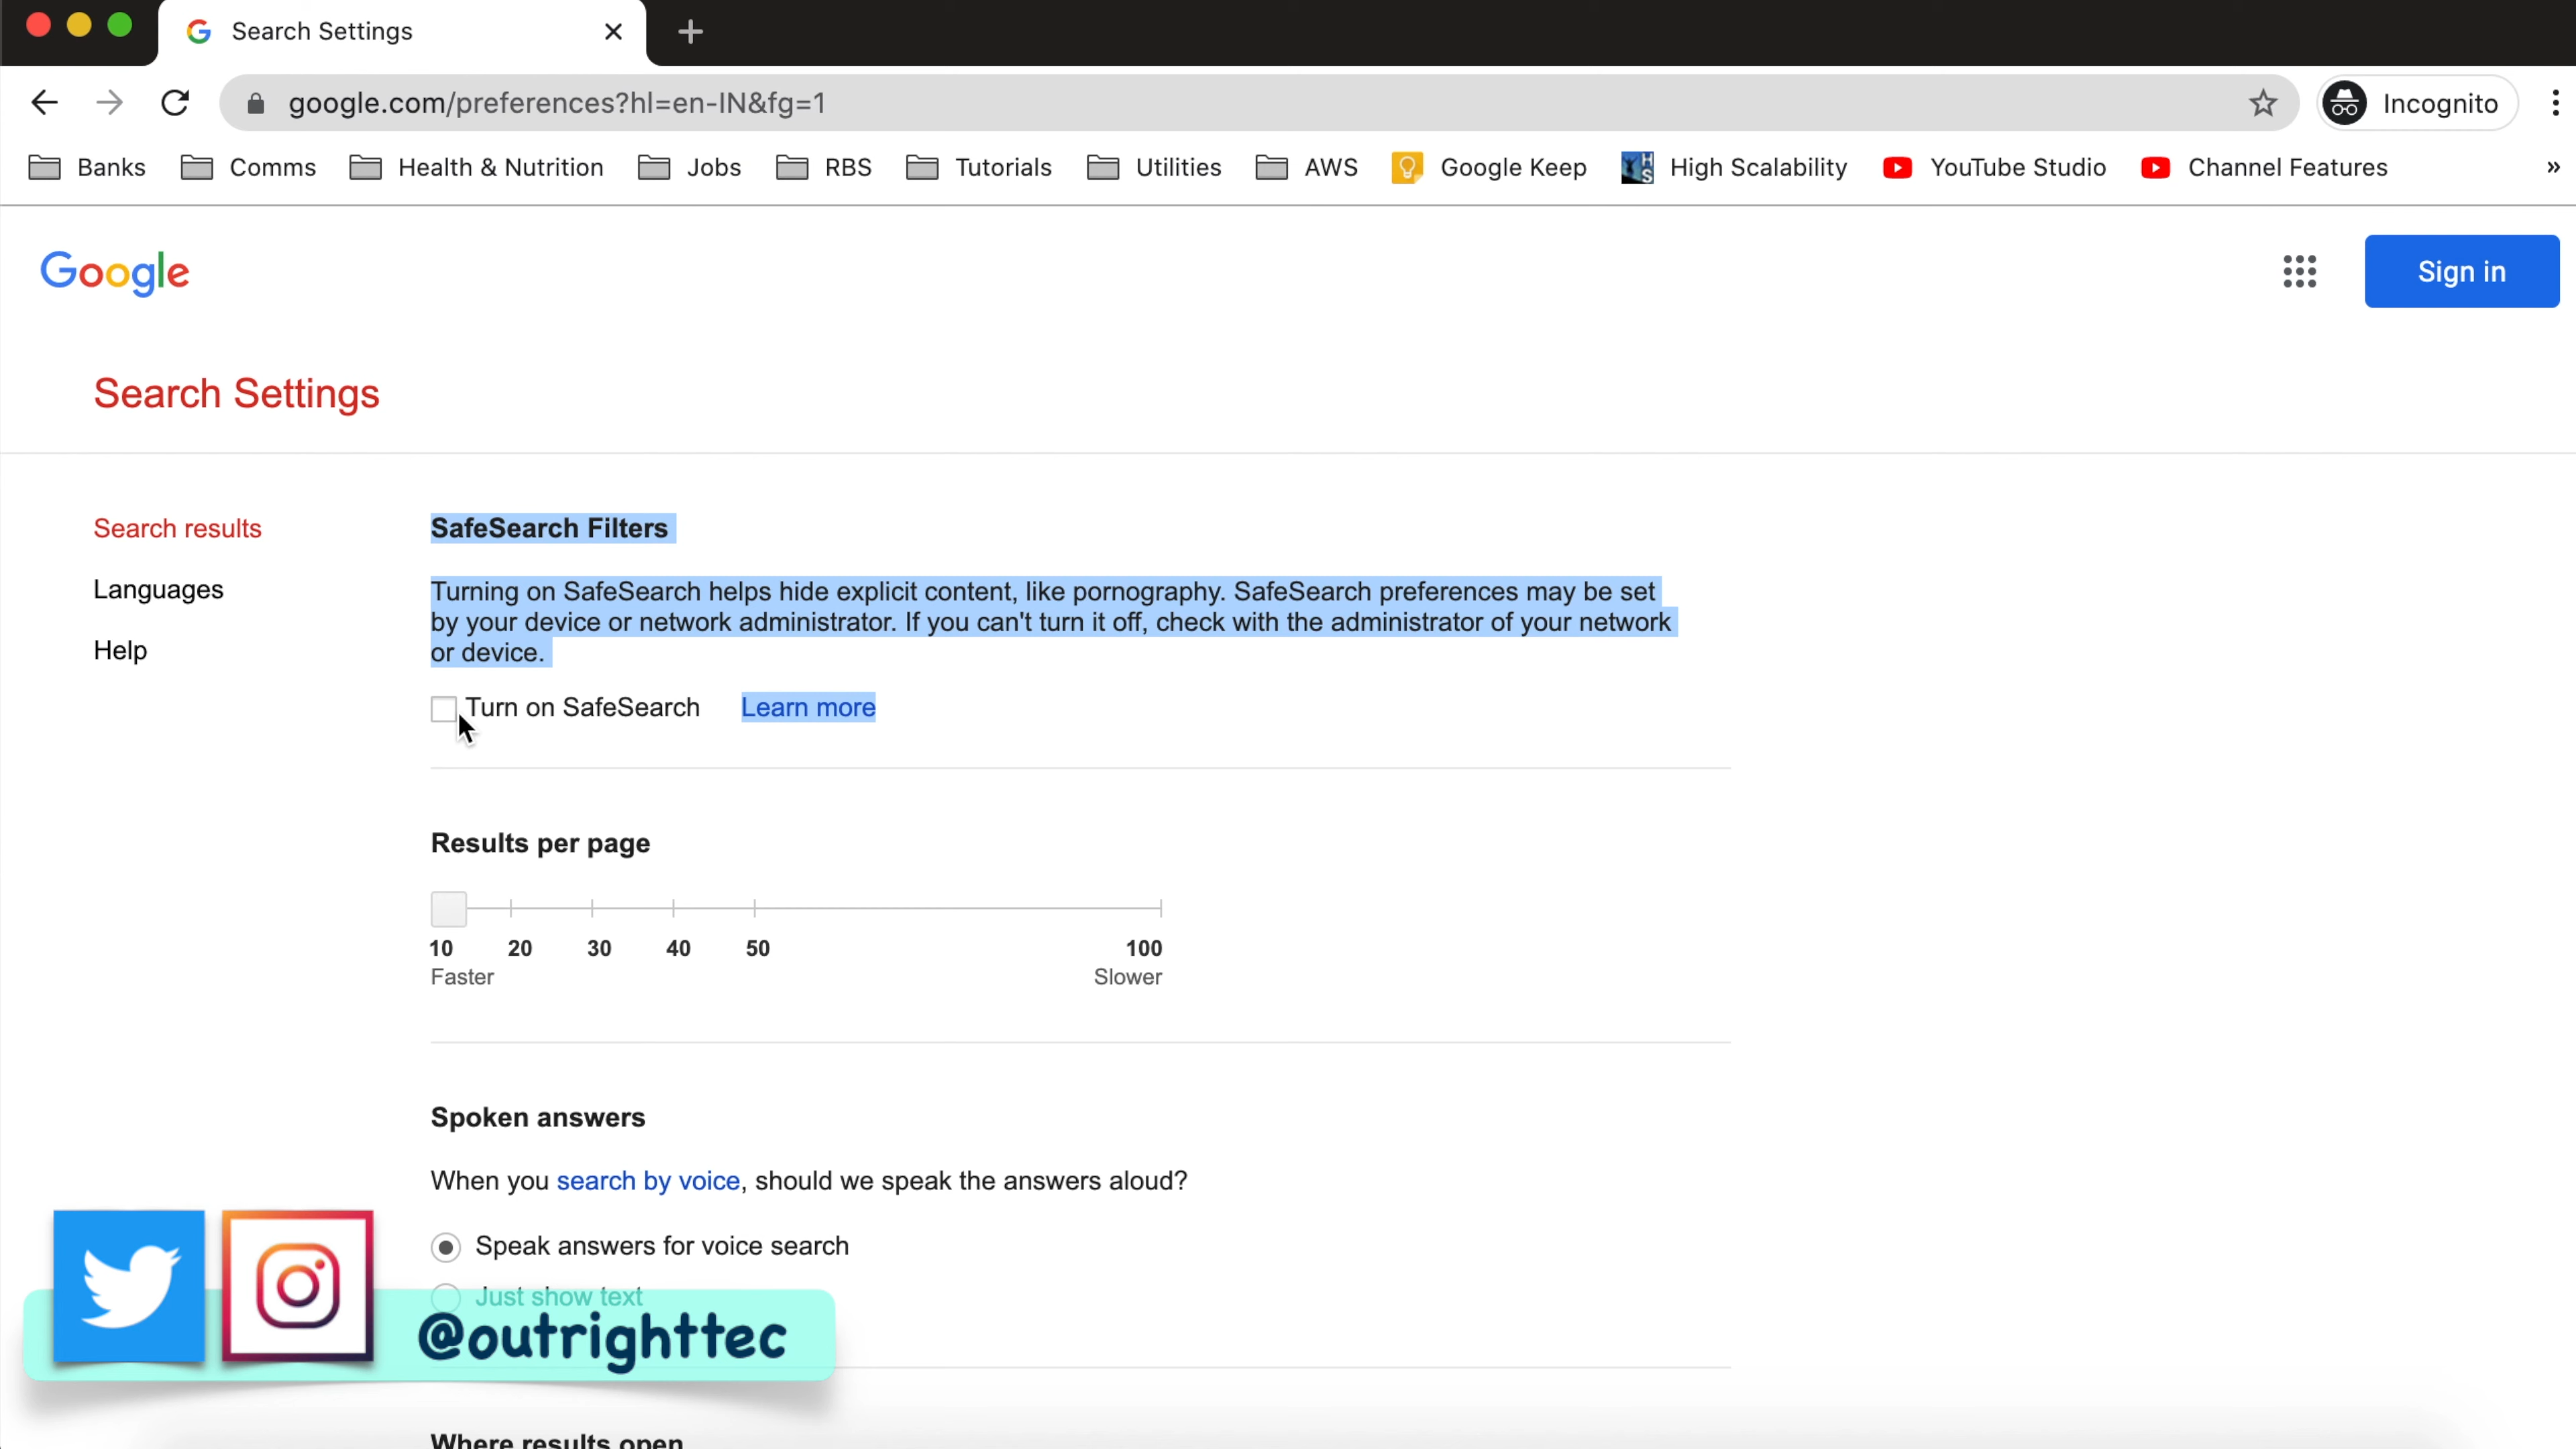 Search Settings
google.com/preferences?hl=en-IN&fg=1
Incognito
Banks Comms Health & Nutrition Jobs RBS Tutorials Utilities AWS Google Keep High Scalability YouTube Studio Channel Features »
Google
Sign in
Search Settings
Search results
Languages
Help
SafeSearch Filters
Turning on SafeSearch helps hide explicit content, like pornography. SafeSearch preferences may be set
by your device or network administrator. If you can't turn it off, check with the administrator of your network
or device.
Turn on SafeSearch Learn more
Results per page
10 20 30 40 50 100
Faster Slower
Spoken answers
When you search by voice, should we speak the answers aloud?
Speak answers for voice search
Just show text
@outrighttec
Where results open